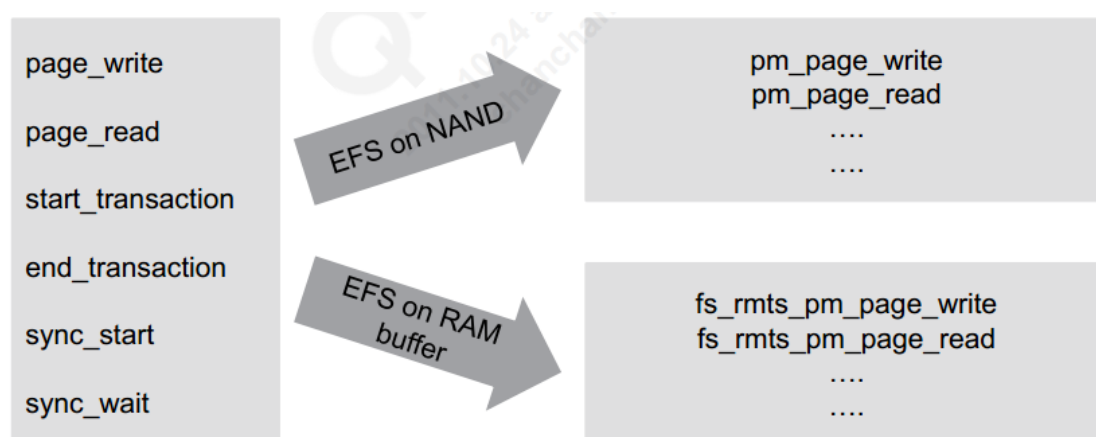 page_write
page_read
start_transaction
end_transaction
sync_start
sync_wait
EFS on NAND
EFS on RAM
buffer
pm_page_write
pm_page_read
....
....
fs_rmts_pm_page_write
fs_rmts_pm_page_read
....
....